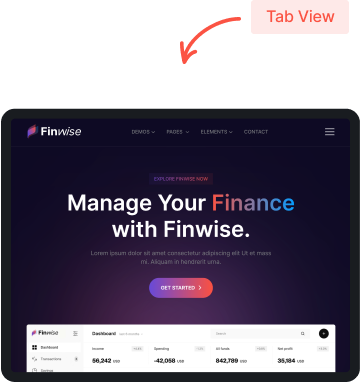 Tab View
Finwise
DEMOS PAGES ELEMENTS CONTACT
EXPLORE FINWISE NOW
Manage Your Finance
with Finwise.
Lorem ipsum dolor sit amet consectetur adipiscing elit. Ut et mass
mi. Aliquam in hendrerit urna.
GET STARTED
Finwise
Dashboard
Search
Dashboard
Transactions
Income
Spending
All funds
Net profit
56,242 USD
-42,058 USD
842,789 USD
35,184 USD